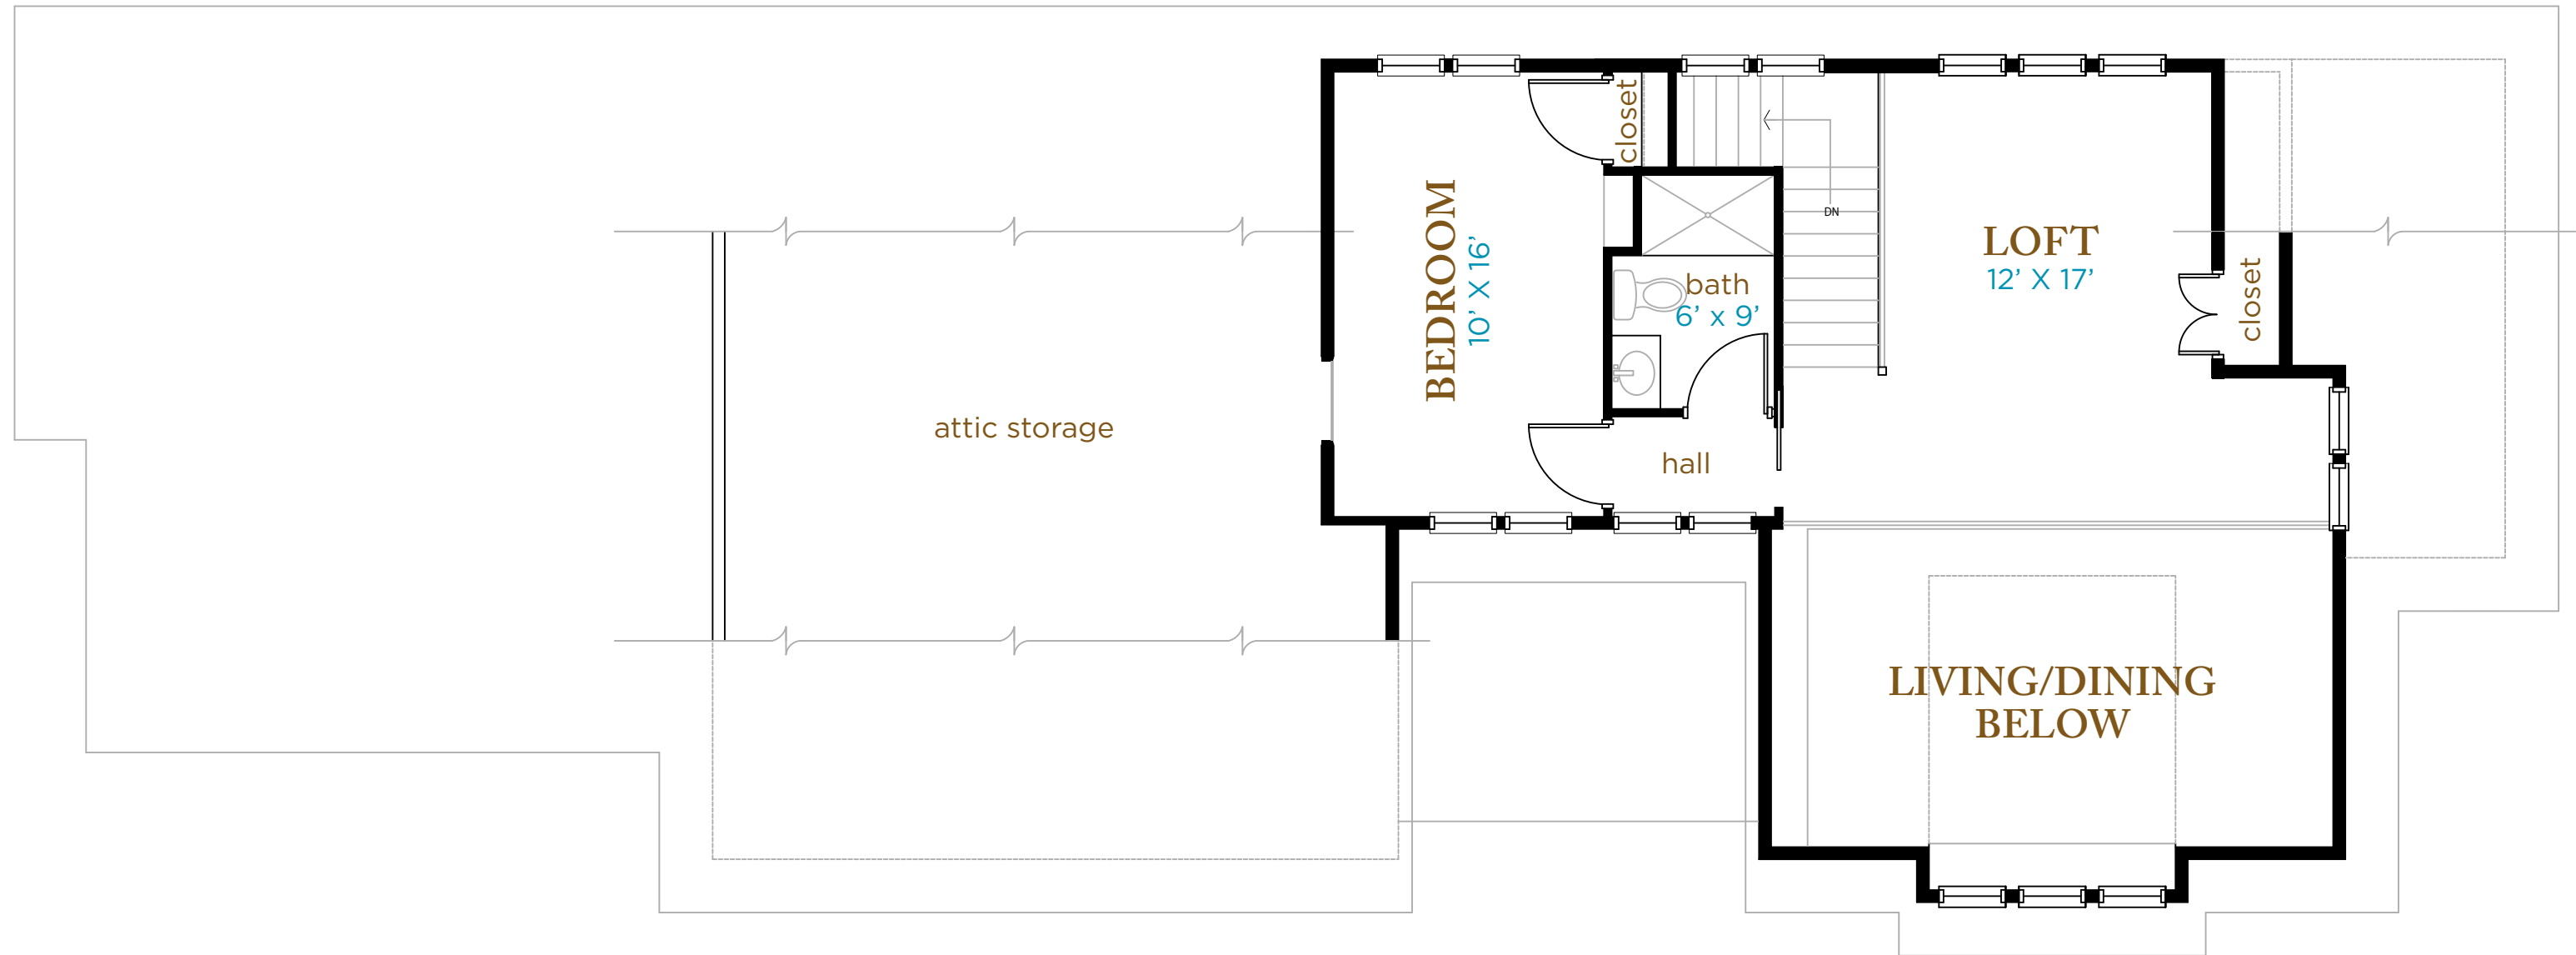 closet
BEDROOM
10’ X 16’
DN
bath
6’ x 9’
LOFT
12’ X 17’
closet
attic storage
hall
LIVING/DINING
BELOW